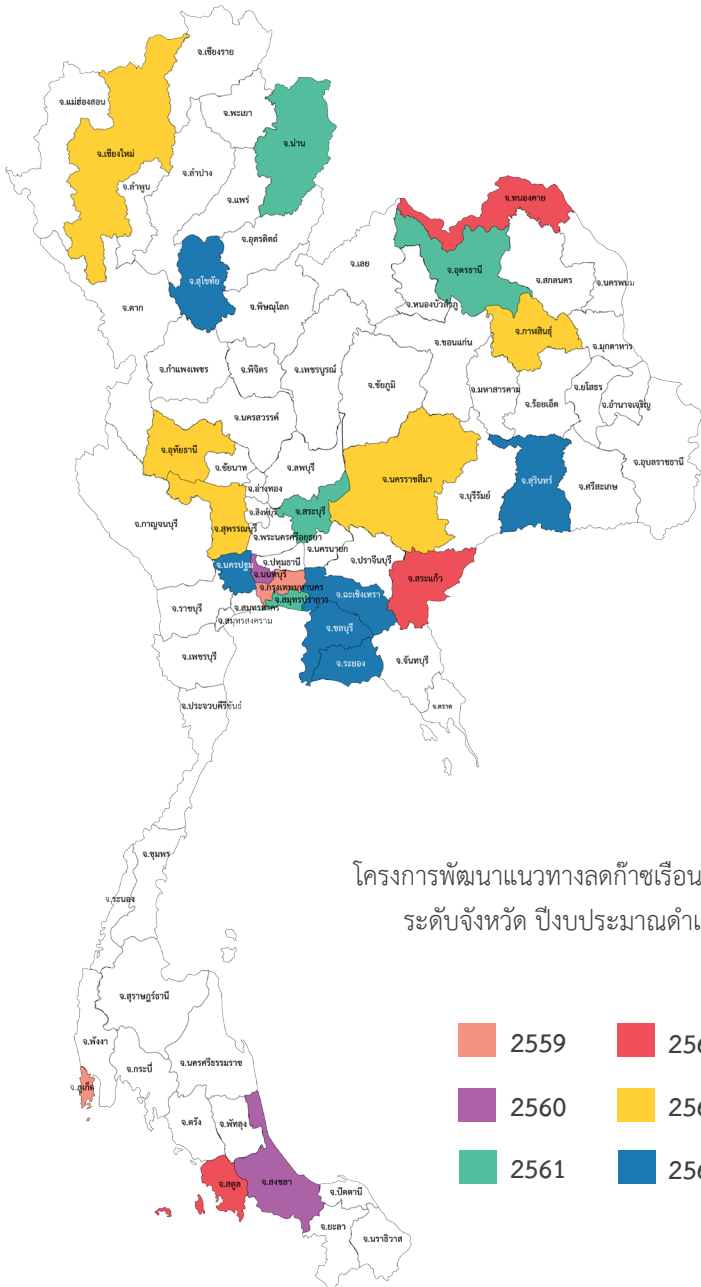 จ.เชียงราย
จ.แม่ฮ่องสอน
จ.พะเยา
จ.น่าน
จ.เชียงใหม่
จ.ลำปาง
จ.ลำพูน
จ.แพร่
จ.หนองคาย
จ.อุตรดิตถ์
จ.เลย
จ.อุดรธานี
จ.สุโขทัย
จ.สกลนคร
จ.นครพนม
จ.ตาก
จ.พิษณุโลก
จ.หนองบัวลำภู
จ.กาฬสินธุ์
จ.ขอนแก่น
จ.มุกดาหาร
จ.กำแพงเพชร
จ.พิจิตร
จ.เพชรบูรณ์
จ.ชัยภูมิ
จ.มหาสารคาม
จ.ยโสธร
จ.ร้อยเอ็ด
จ.อำนาจเจริญ
จ.นครสวรรค์
จ.อุทัยธานี
จ.ชัยนาท
จ.ลพบุรี
จ.นครราชสีมา
จ.สุรินทร์
จ.อุบลราชธานี
จ.อ่างทอง
จ.บุรีรัมย์
จ.ศรีสะเกษ
จ.กาญจนบุรี
จ.สุพรรณบุรี
จ.สิงห์บุรี
จ.สระบุรี
จ.พระนครศรีอยุธยา
จ.นครนายก
จ.นครปฐม
จ.ปทุมธานี
จ.ปราจีนบุรี
จ.นนทบุรี
จ.สระแก้ว
จ.กรุงเทพมหานคร
จ.ฉะเชิงเทรา
จ.สมุทรปราการ
จ.ราชบุรี
จ.สมุทรสาคร
จ.สมุทรสงคราม
จ.ชลบุรี
จ.เพชรบุรี
จ.ระยอง
จ.จันทบุรี
จ.ประจวบคีรีขันธ์
จ.ตราด
จ.ชุมพร
จ.ระนอง
โครงการพัฒนาแนวทางลดก๊าซเรือน
ระดับจังหวัด ปีงบประมาณดำเ
จ.สุราษฎร์ธานี
จ.พังงา
จ.กระบี่
จ.นครศรีธรรมราช
จ.ภูเก็ต
จ.ตรัง
จ.พัทลุง
จ.สตูล
จ.สงขลา
จ.ปัตตานี
จ.ยะลา
จ.นราธิวาส
2559
256
2560
256
2561
256